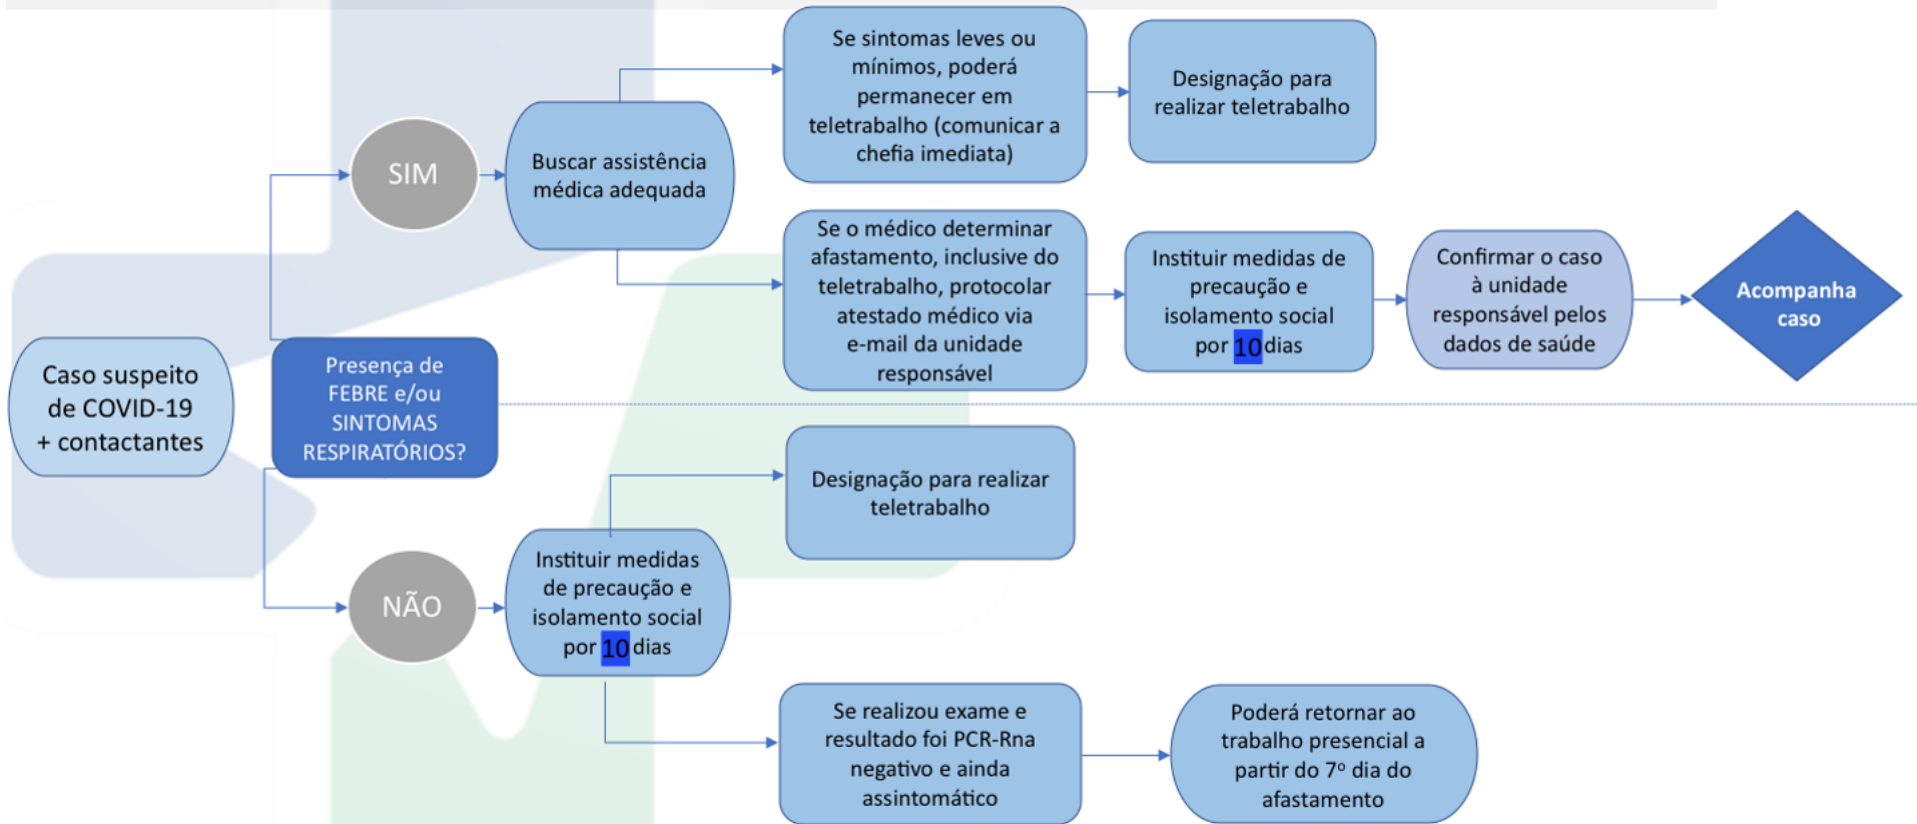 Caso suspeito
de COVID-19
+ contactantes
Presença de
FEBRE e/ou
SINTOMAS
RESPIRATÓRIOS?
SIM
Buscar assistência
médica adequada
Se sintomas leves ou
mínimos, poderá
permanecer em
teletrabalho (comunicar a
chefia imediata)
Designação para
realizar teletrabalho
Se o médico determinar
afastamento, inclusive do
teletrabalho, protocolar
atestado médico via
e-mail da unidade
responsável
Instituir medidas de
precaução e
isolamento social
por 10 dias
Confirmar o caso
à unidade
responsável pelos
dados de saúde
Acompanha
caso
NÃO
Instituir medidas
de precaução e
isolamento social
por 10 dias
Designação para realizar
teletrabalho
Se realizou exame e
resultado foi PCR-Rna
negativo e ainda
assintomático
Poderá retornar ao
trabalho presencial a
partir do 7º dia do
afastamento